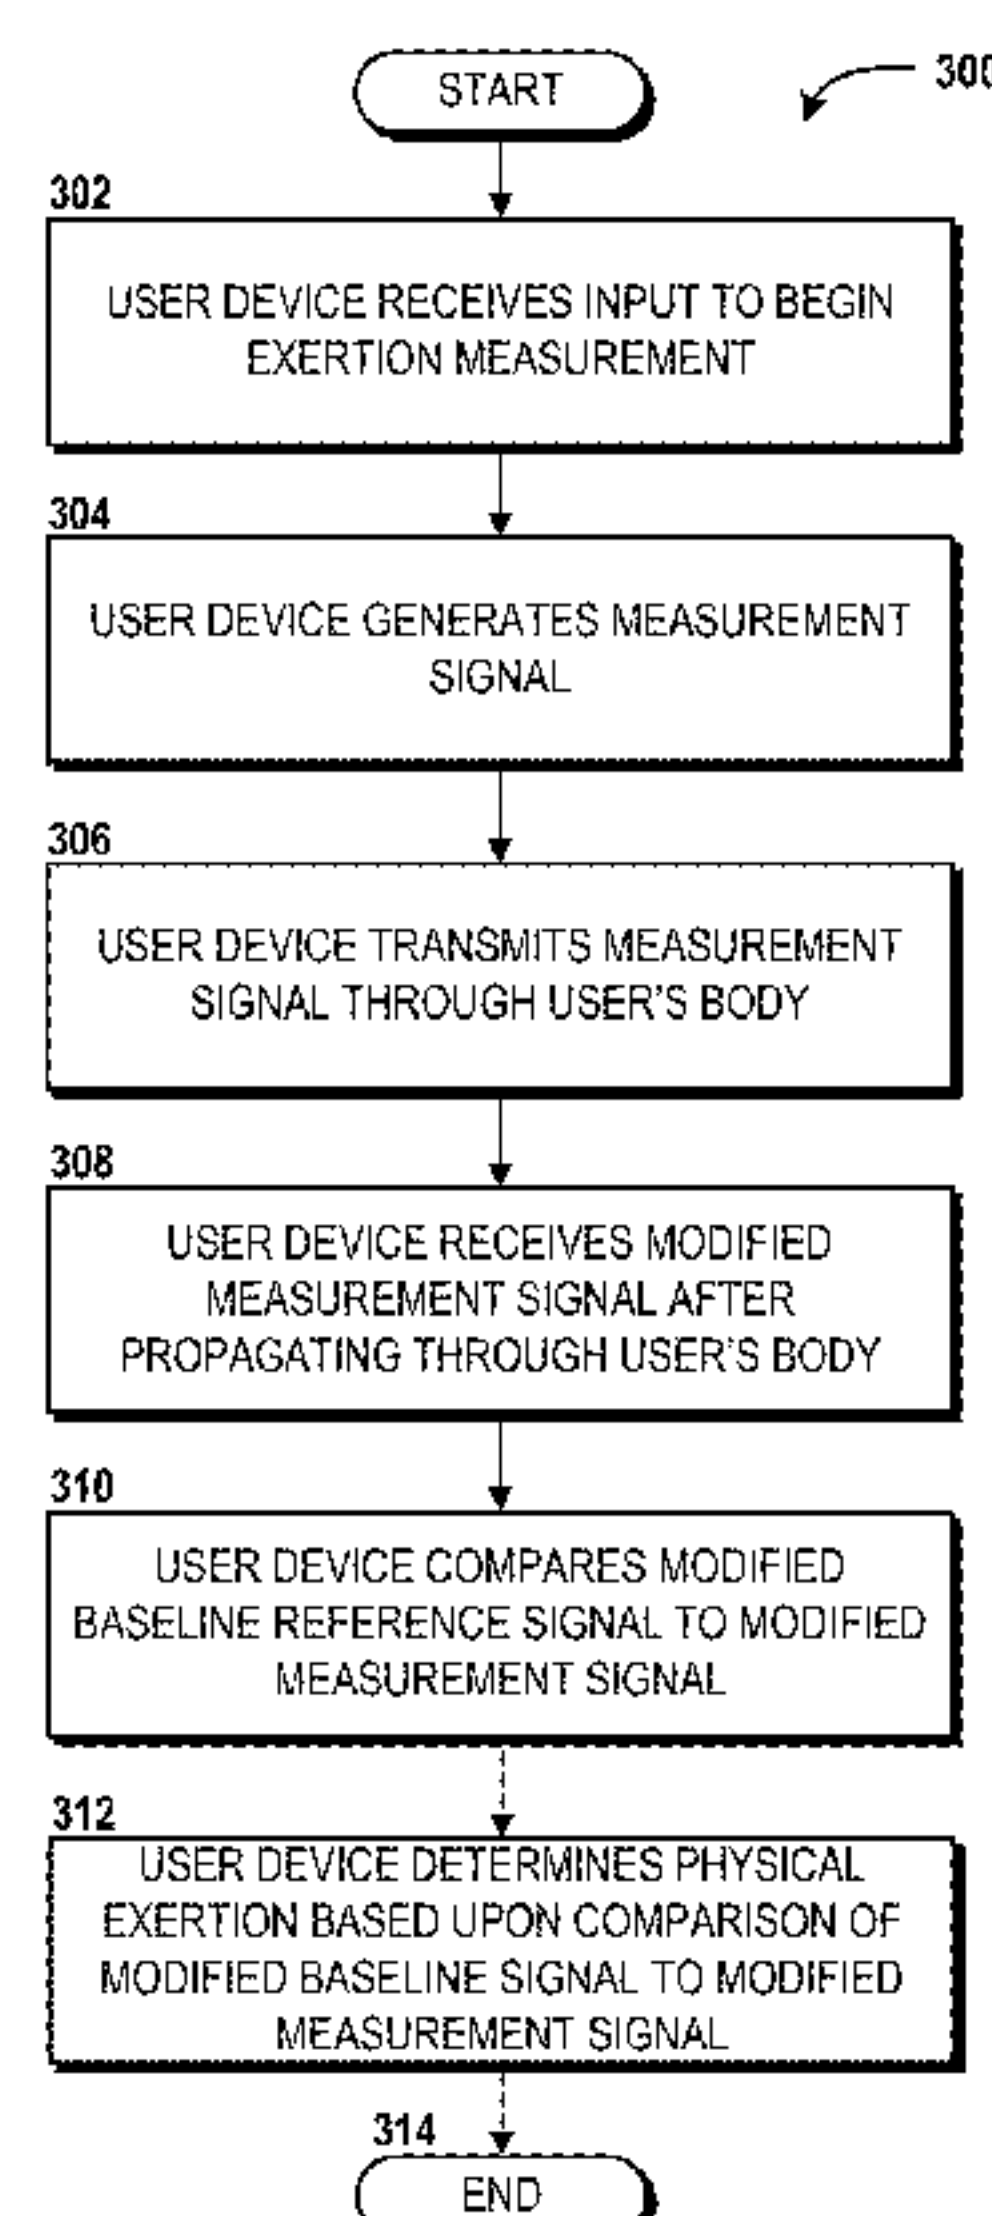 START
300
302
USER DEVICE RECEIVES INPUT TO BEGIN
EXERTION MEASUREMENT
304
USER DEVICE GENERATES MEASUREMENT
SIGNAL
306
USER DEVICE TRANSMITS MEASUREMENT
SIGNAL THROUGH USER'S BODY
308
USER DEVICE RECEIVES MODIFIED
MEASUREMENT SIGNAL AFTER
PROPAGATING THROUGH USER'S BODY
310
USER DEVICE COMPARES MODIFIED
BASELINE REFERENCE SIGNAL TO MODIFIED
MEASUREMENT SIGNAL
312
USER DEVICE DETERMINES PHYSICAL
EXERTION BASED UPON COMPARISON OF
MODIFIED BASELINE SIGNAL TO MODIFIED
MEASUREMENT SIGNAL
314
END